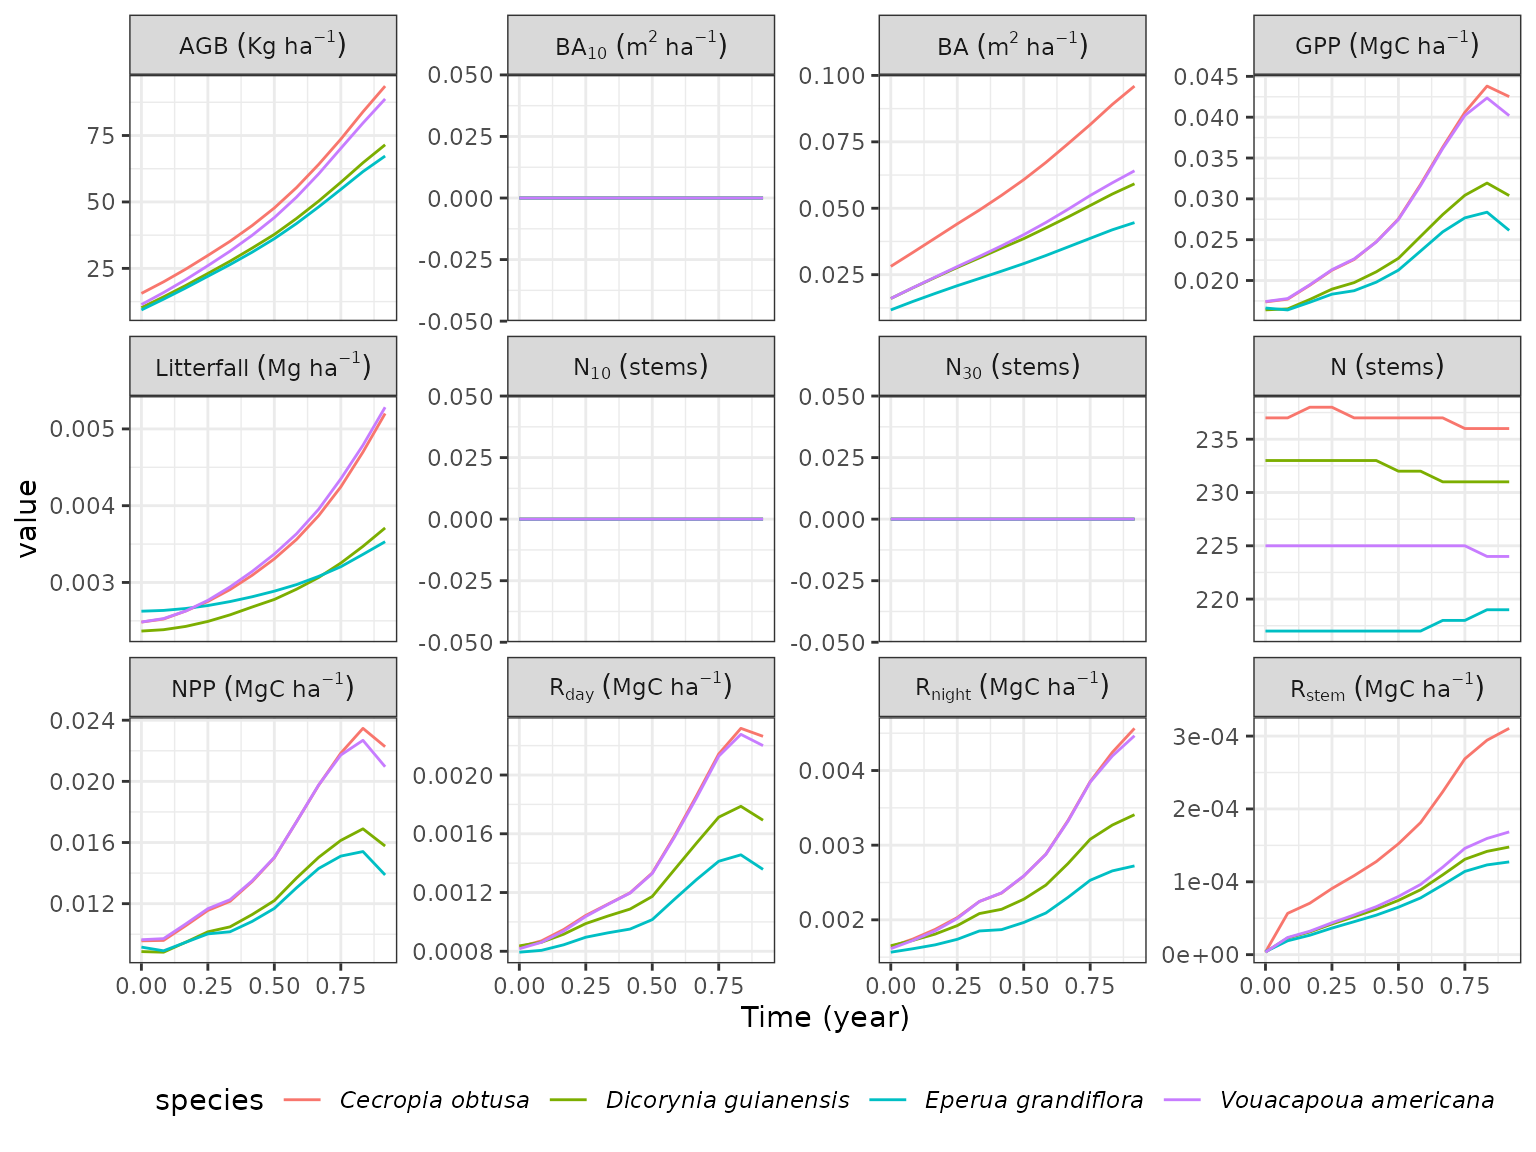 AGB (Kg ha⁻¹)
BA₁₀ (m² ha⁻¹)
BA (m² ha⁻¹)
GPP (MgC ha⁻¹)
75
50
25
0.050
0.025
0.000
-0.025
-0.050
0.100
0.075
0.050
0.025
0.045
0.040
0.035
0.030
0.025
0.020
Litterfall (Mg ha⁻¹)
N₁₀ (stems)
N₃₀ (stems)
N (stems)
0.005
0.004
0.003
0.050
0.025
0.000
-0.025
-0.050
0.050
0.025
0.000
-0.025
-0.050
235
230
225
220
value
NPP (MgC ha⁻¹)
R_day (MgC ha⁻¹)
R_night (MgC ha⁻¹)
R_stem (MgC ha⁻¹)
0.024
0.020
0.016
0.012
0.0020
0.0016
0.0012
0.0008
0.004
0.003
0.002
3e-04
2e-04
1e-04
0e+00
0.00 0.25 0.50 0.75
0.00 0.25 0.50 0.75
0.00 0.25 0.50 0.75
0.00 0.25 0.50 0.75
Time (year)
species Cecropia obtusa Dicorynia guianensis Eperua grandiflora Vouacapoua americana